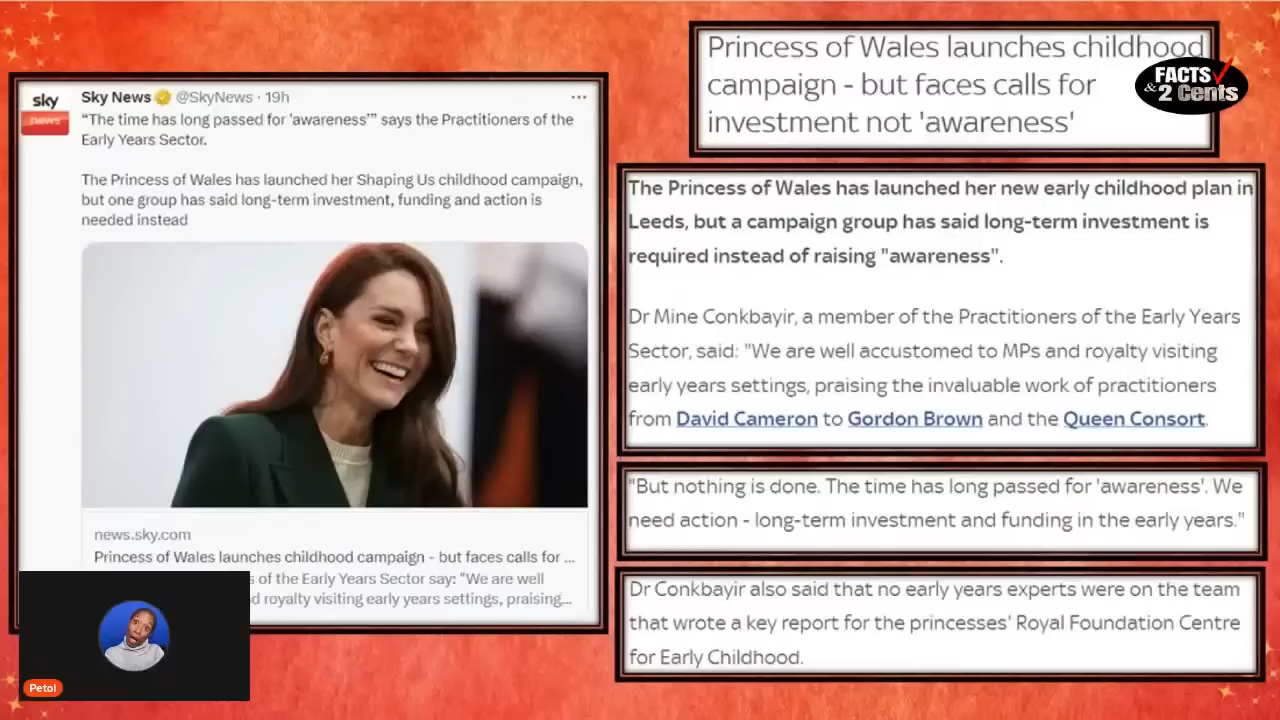 sky
news
Sky News @SkyNews · 19h
“The time has long passed for 'awareness’” says the Practitioners of the
Early Years Sector.
The Princess of Wales has launched her Shaping Us childhood campaign,
but one group has said long-term investment, funding and action is
needed instead
news.sky.com
Princess of Wales launches childhood campaign - but faces calls for ...
s of the Early Years Sector say: "We are well
d royalty visiting early years settings, praising...
Petol
Princess of Wales launches childhood
campaign - but faces calls for
investment not 'awareness'
FACTS
& 2 Cents
The Princess of Wales has launched her new early childhood plan in
Leeds, but a campaign group has said long-term investment is
required instead of raising "awareness".
Dr Mine Conkbayir, a member of the Practitioners of the Early Years
Sector, said: "We are well accustomed to MPs and royalty visiting
early years settings, praising the invaluable work of practitioners
from David Cameron to Gordon Brown and the Queen Consort.
"But nothing is done. The time has long passed for 'awareness'. We
need action - long-term investment and funding in the early years."
Dr Conkbayir also said that no early years experts were on the team
that wrote a key report for the princesses' Royal Foundation Centre
for Early Childhood.